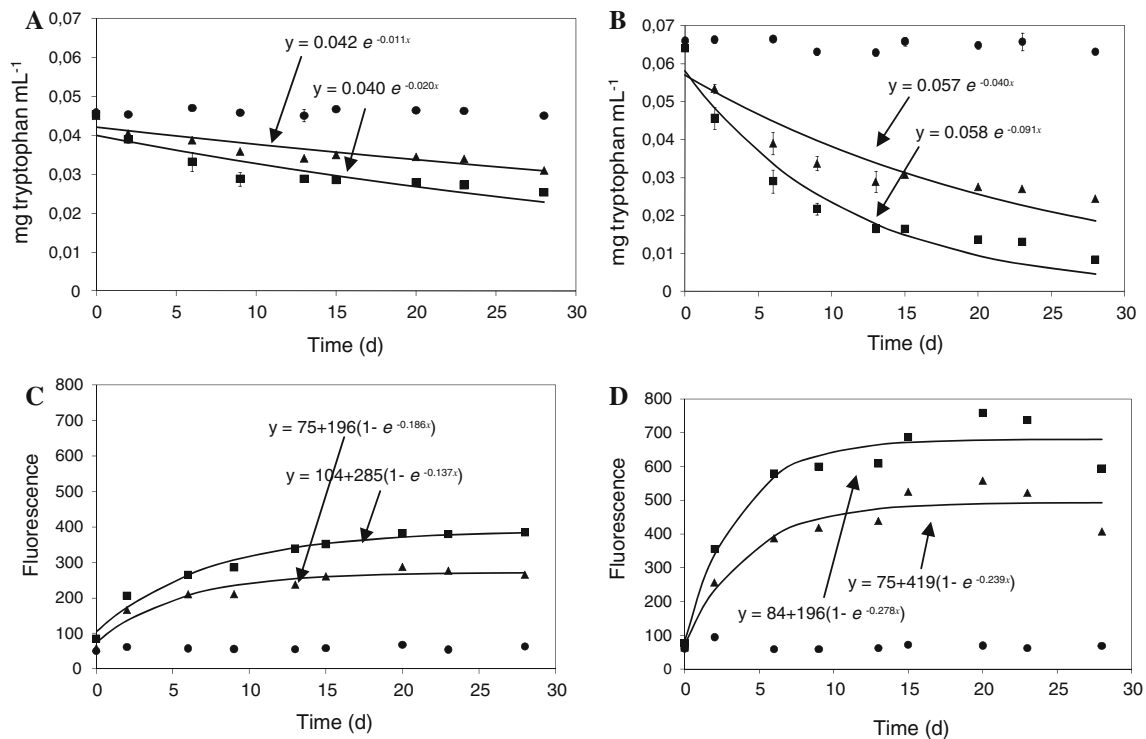 A
0,07
0,06
0,05
0,04
0,03
0,02
0,01
0
mg tryptophan mL-1
y = 0.042 e -0.011x
y = 0.040 e -0.020x
0 5 10 15 20 25 30
Time (d)
B
0,07
0,06
0,05
0,04
0,03
0,02
0,01
0
mg tryptophan mL-1
y = 0.057 e -0.040x
y = 0.058 e -0.091x
0 5 10 15 20 25 30
Time (d)
C
800
700
600
500
400
300
200
100
0
Fluorescence
y = 75+196(1- e -0.186x)
y = 104+285(1- e -0.137x)
0 5 10 15 20 25 30
Time (d)
D
800
700
600
500
400
300
200
100
0
Fluorescence
y = 75+419(1- e -0.239x)
y = 84+196(1- e -0.278x)
0 5 10 15 20 25 30
Time (d)